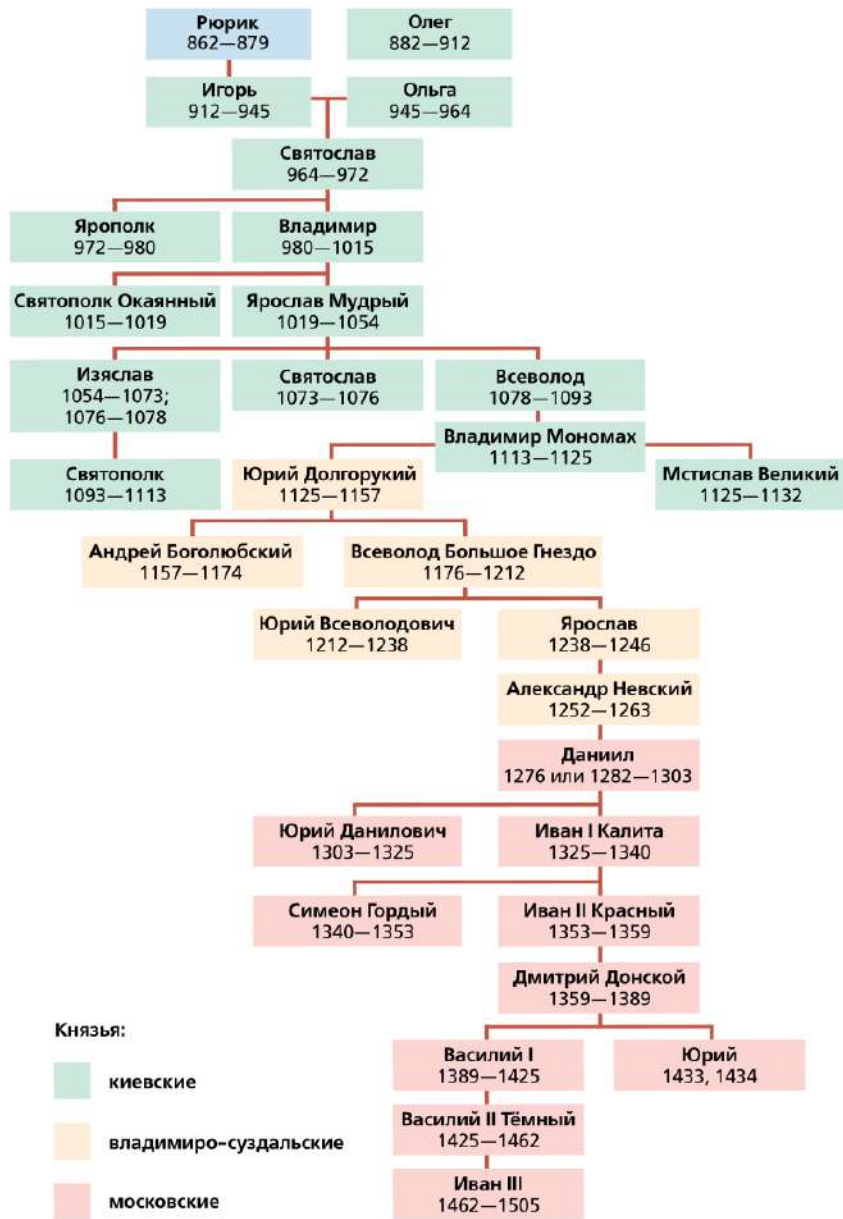 Рюрик
862—879
Олег
882—912
Игорь
912—945
Ольга
945—964
Святослав
964—972
Ярополк
972—980
Владимир
980—1015
Святополк Окаянный
1015—1019
Ярослав Мудрый
1019—1054
Изяслав
1054—1073;
1076—1078
Святослав
1073—1076
Всеволод
1078—1093
Владимир Мономах
1113—1125
Святополк
1093—1113
Юрий Долгорукий
1125—1157
Мстислав Великий
1125—1132
Андрей Боголюбский
1157—1174
Всеволод Большое Гнездо
1176—1212
Юрий Всеволодович
1212—1238
Ярослав
1238—1246
Александр Невский
1252—1263
Даниил
1276 или 1282—1303
Юрий Данилович
1303—1325
Иван I Калита
1325—1340
Симеон Гордый
1340—1353
Иван II Красный
1353—1359
Дмитрий Донской
1359—1389
Василий I
1389—1425
Юрий
1433, 1434
Василий II Тёмный
1425—1462
Иван III
1462—1505
Князья:
киевские
владимиро-суздальские
московские